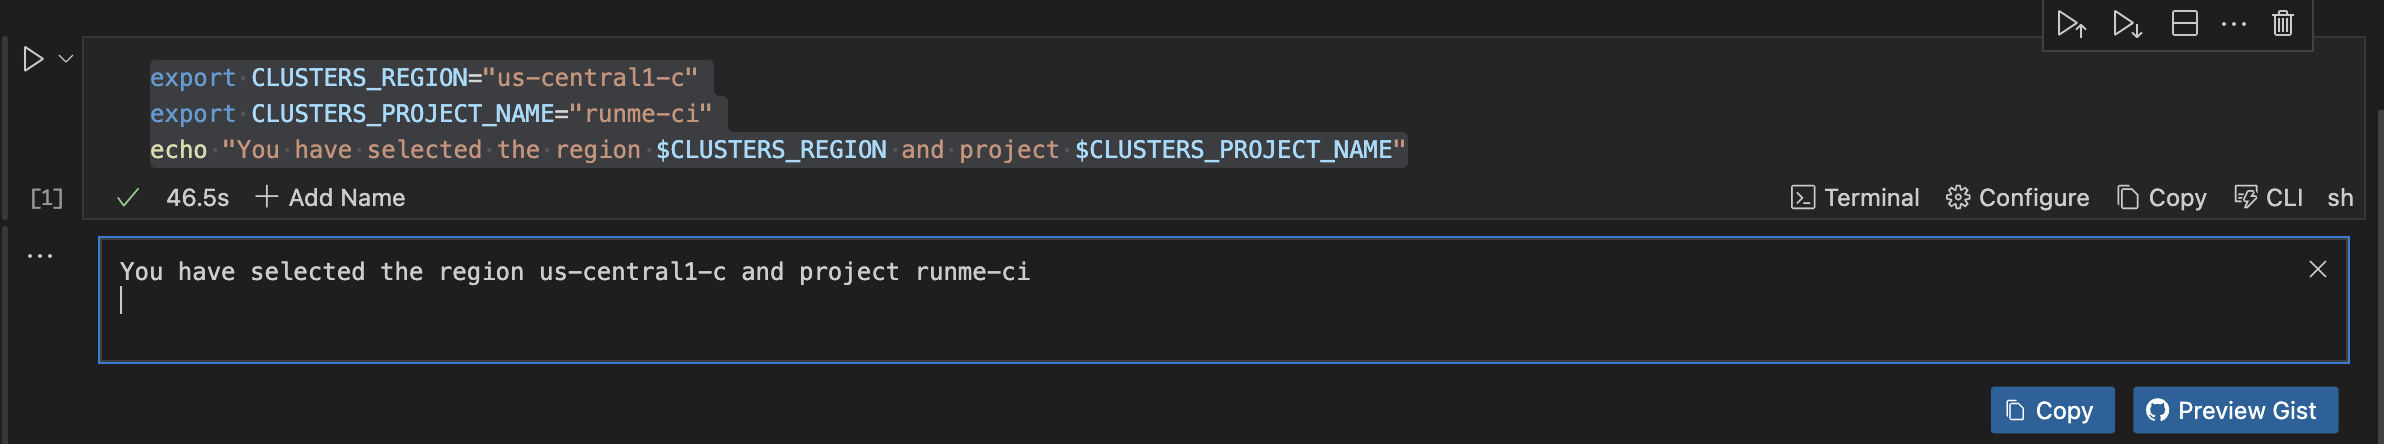 export CLUSTERS_REGION="us-central1-c"
export CLUSTERS_PROJECT_NAME="runme-ci"
echo "You have selected the region $CLUSTERS_REGION and project $CLUSTERS_PROJECT_NAME"
[1] 46.5s Add Name Terminal Configure Copy CLI sh
You have selected the region us-central1-c and project runme-ci
Copy Preview Gist